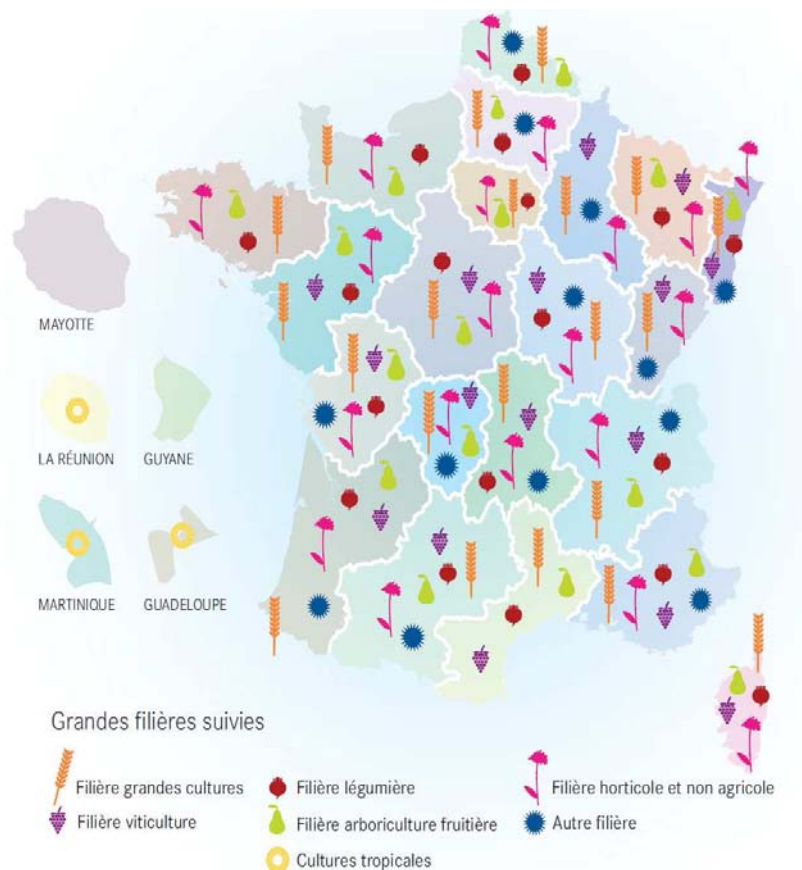 MAYOTTE
LA RÉUNION
GUYANE
MARTINIQUE
GUADELOUPE
Grandes filières suivies
Filière grandes cultures
Filière légumière
Filière horticole et non agricole
Filière viticulture
Filière arboriculture fruitière
Autre filière
Cultures tropicales